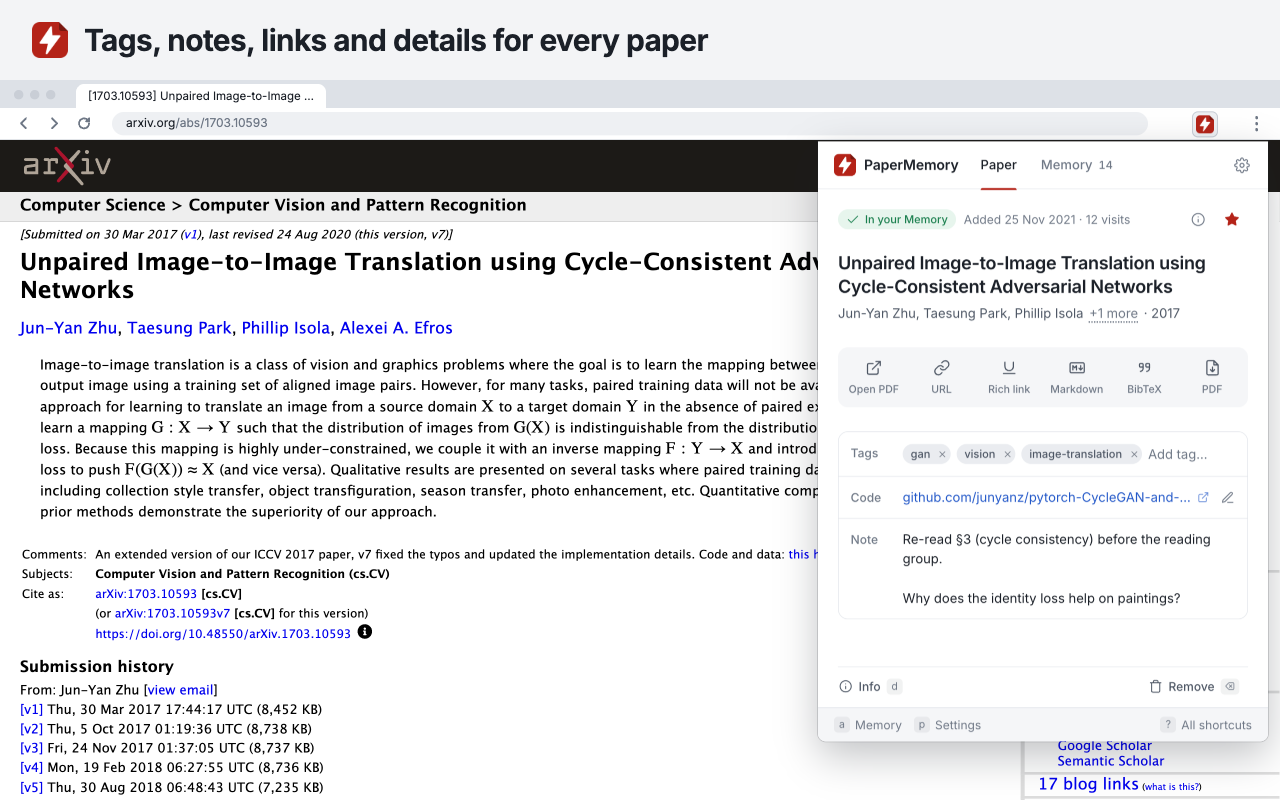 Tags, notes, links and details for every paper
[1703.10593] Unpaired Image-to-Image ...
arxiv.org/abs/1703.10593
arXiv
Computer Science > Computer Vision and Pattern Recognition
[Submitted on 30 Mar 2017 (v1), last revised 24 Aug 2020 (this version, v7)]
Unpaired Image-to-Image Translation using Cycle-Consistent Adv
Networks
Jun-Yan Zhu, Taesung Park, Phillip Isola, Alexei A. Efros
Image-to-image translation is a class of vision and graphics problems where the goal is to learn the mapping between
output image using a training set of aligned image pairs. However, for many tasks, paired training data will not be ava
approach for learning to translate an image from a source domain X to a target domain Y in the absence of paired ex
learn a mapping G : X → Y such that the distribution of images from G(X) is indistinguishable from the distributio
loss. Because this mapping is highly under-constrained, we couple it with an inverse mapping F : Y → X and introd
loss to push F(G(X)) ≈ X (and vice versa). Qualitative results are presented on several tasks where paired training da
including collection style transfer, object transfiguration, season transfer, photo enhancement, etc. Quantitative comp
prior methods demonstrate the superiority of our approach.
Comments: An extended version of our ICCV 2017 paper, v7 fixed the typos and updated the implementation details. Code and data: this h
Subjects: Computer Vision and Pattern Recognition (cs.CV)
Cite as: arXiv:1703.10593 [cs.CV]
(or arXiv:1703.10593v7 [cs.CV] for this version)
https://doi.org/10.48550/arXiv.1703.10593
Submission history
From: Jun-Yan Zhu [view email]
[v1] Thu, 30 Mar 2017 17:44:17 UTC (8,452 KB)
[v2] Thu, 5 Oct 2017 01:19:36 UTC (8,738 KB)
[v3] Fri, 24 Nov 2017 01:37:05 UTC (8,737 KB)
[v4] Mon, 19 Feb 2018 06:27:55 UTC (8,736 KB)
[v5] Thu, 30 Aug 2018 06:48:43 UTC (7,235 KB)
PaperMemory Paper Memory 14
In your Memory Added 25 Nov 2021 · 12 visits
Unpaired Image-to-Image Translation using
Cycle-Consistent Adversarial Networks
Jun-Yan Zhu, Taesung Park, Phillip Isola +1 more · 2017
Open PDF URL Rich link Markdown BibTeX PDF
Tags gan × vision × image-translation × Add tag...
Code github.com/junyanz/pytorch-CycleGAN-and-...
Note Re-read §3 (cycle consistency) before the reading
group.
Why does the identity loss help on paintings?
Info d Remove
a Memory p Settings ? All shortcuts
Google Scholar
Semantic Scholar
17 blog links (what is this?)